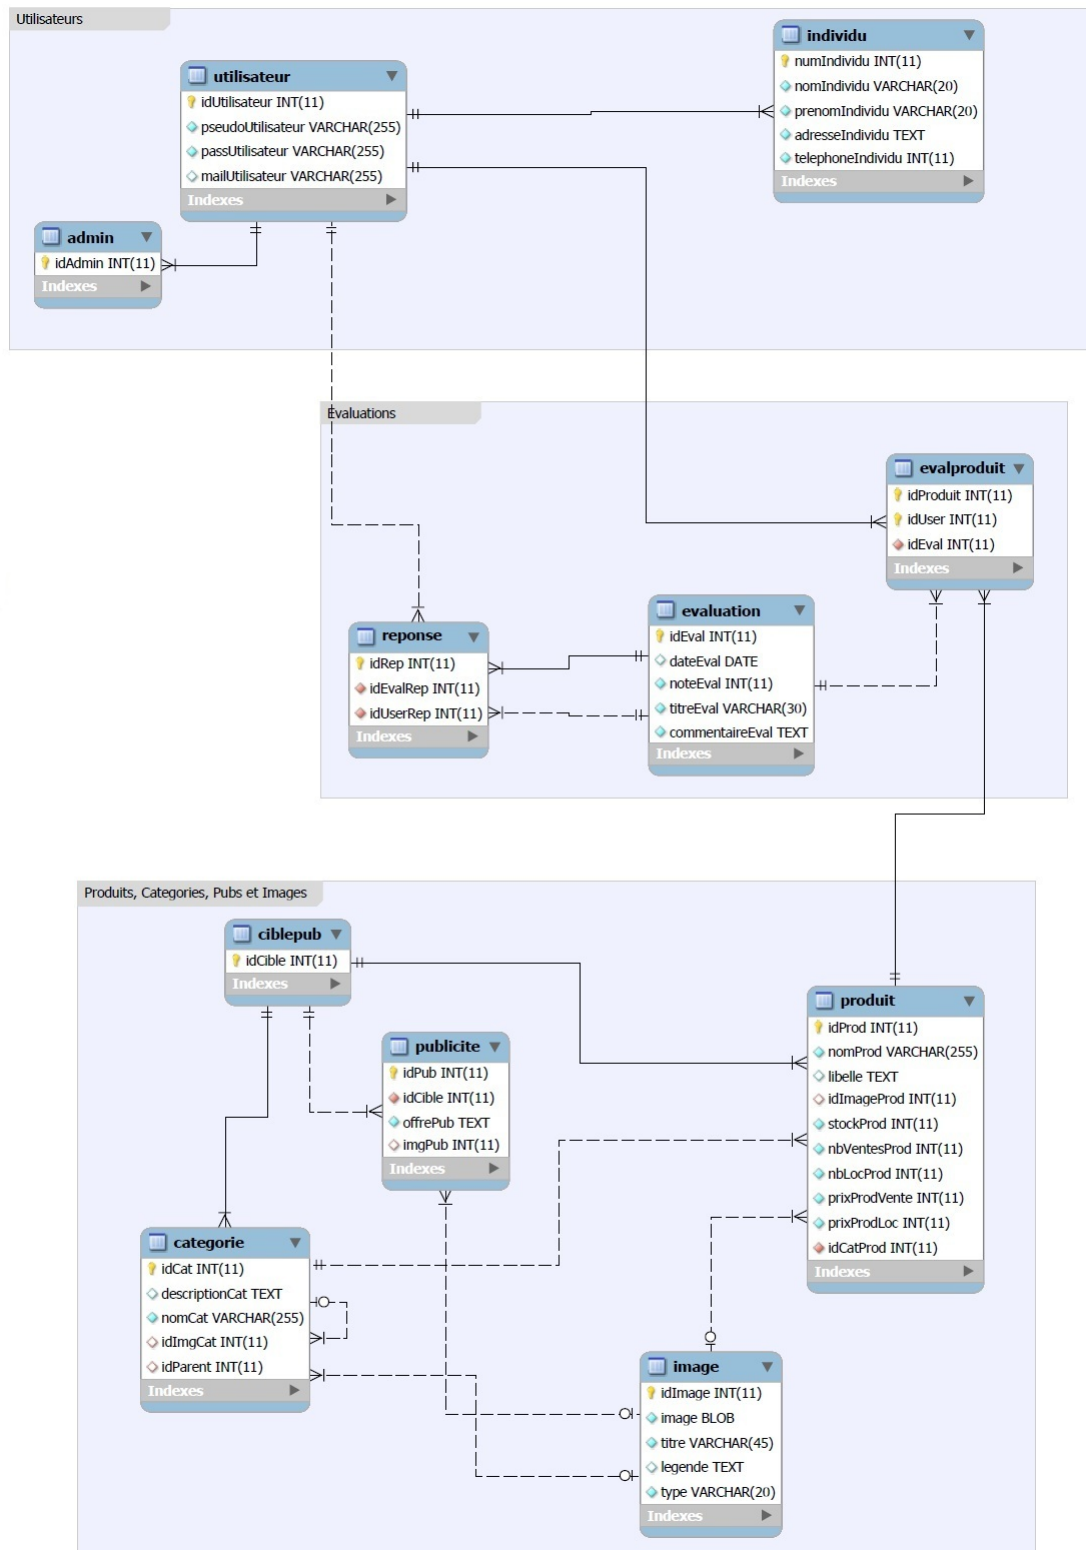 Utilisateurs
utilisateur
idUtilisateur INT(11)
pseudoUtilisateur VARCHAR(255)
passUtilisateur VARCHAR(255)
mailUtilisateur VARCHAR(255)
Indexes
individu
numIndividu INT(11)
nomIndividu VARCHAR(20)
prenomIndividu VARCHAR(20)
adresseIndividu TEXT
telephoneIndividu INT(11)
Indexes
admin
idAdmin INT(11)
Indexes
Evaluations
evalproduit
idProduit INT(11)
idUser INT(11)
idEval INT(11)
Indexes
reponse
idRep INT(11)
idEvalRep INT(11)
idUserRep INT(11)
Indexes
evaluation
idEval INT(11)
dateEval DATE
noteEval INT(11)
titreEval VARCHAR(30)
commentaireEval TEXT
Indexes
Produits, Categories, Pubs et Images
ciblepub
idCible INT(11)
Indexes
publicite
idPub INT(11)
idCible INT(11)
offrePub TEXT
imgPub INT(11)
Indexes
produit
idProd INT(11)
nomProd VARCHAR(255)
libelle TEXT
idImageProd INT(11)
stockProd INT(11)
nbVentesProd INT(11)
nbLocProd INT(11)
prixProdVente INT(11)
prixProdLoc INT(11)
idCatProd INT(11)
Indexes
categorie
idCat INT(11)
descriptionCat TEXT
nomCat VARCHAR(255)
idImgCat INT(11)
idParent INT(11)
Indexes
image
idImage INT(11)
image BLOB
titre VARCHAR(45)
legende TEXT
type VARCHAR(20)
Indexes